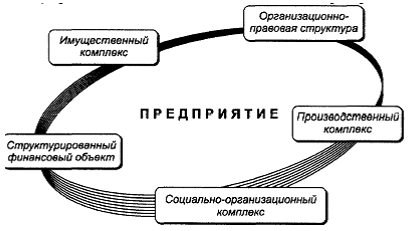 Организационно-
правовая структура
Имущественный
комплекс
ПРЕДПРИЯТИЕ
Производственный
комплекс
Структурированный
финансовый объект
Социально-организационный
комплекс